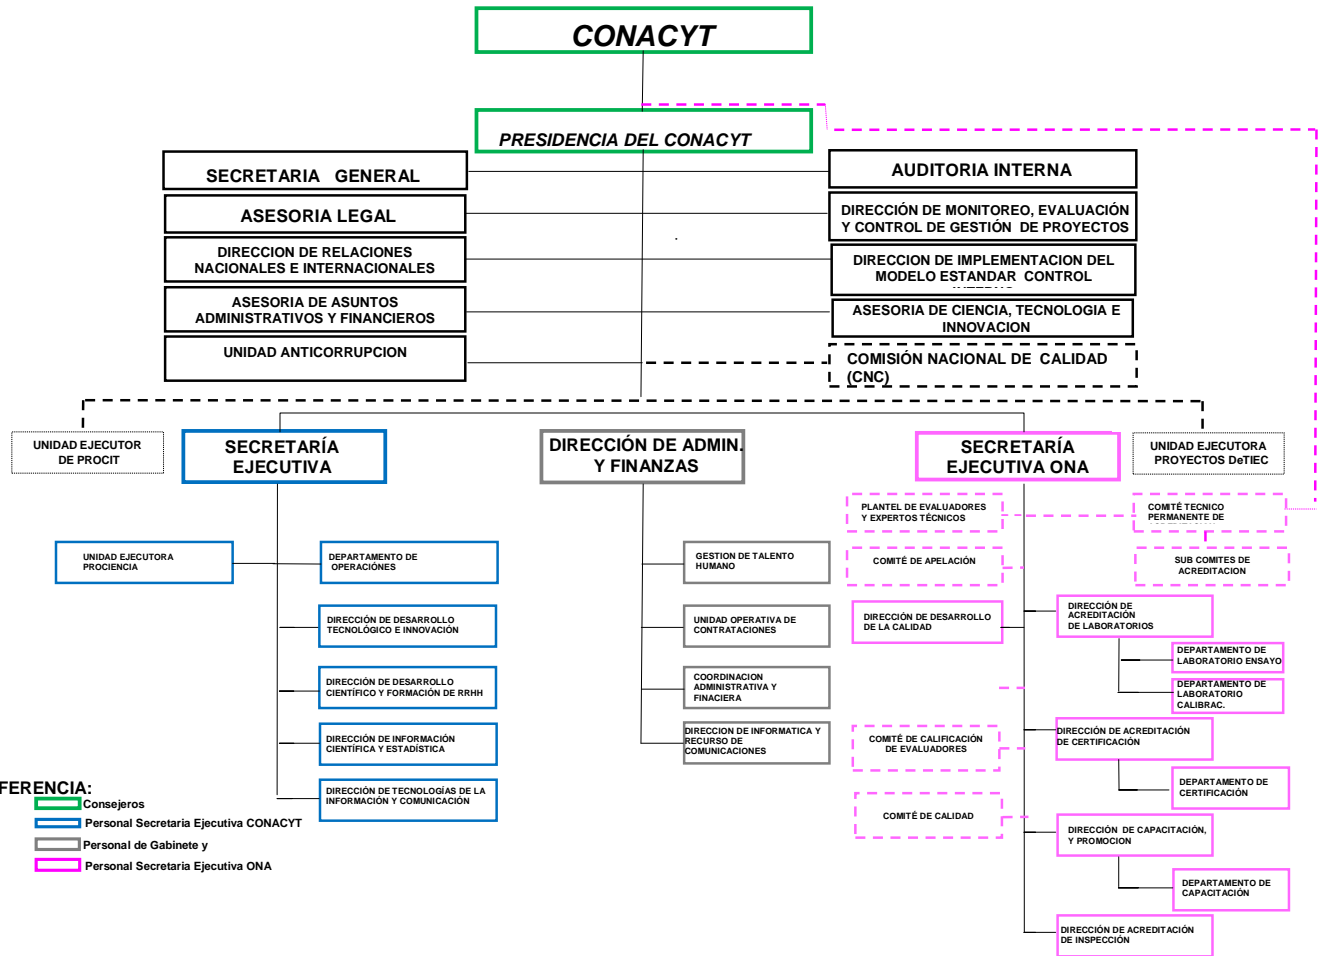 CONACYT
PRESIDENCIA DEL CONACYT
SECRETARIA GENERAL
AUDITORIA INTERNA
ASESORIA LEGAL
DIRECCIÓN DE MONITOREO, EVALUACIÓN
Y CONTROL DE GESTIÓN DE PROYECTOS
DIRECCION DE RELACIONES
NACIONALES E INTERNACIONALES
DIRECCION DE IMPLEMENTACION DEL
MODELO ESTANDAR CONTROL
ASESORIA DE ASUNTOS
ADMINISTRATIVOS Y FINANCIEROS
ASESORIA DE CIENCIA, TECNOLOGIA E
INNOVACION
UNIDAD ANTICORRUPCION
COMISIÓN NACIONAL DE CALIDAD
(CNC)
UNIDAD EJECUTOR
DE PROCIT
SECRETARÍA
EJECUTIVA
DIRECCIÓN DE ADMIN.
Y FINANZAS
SECRETARÍA
EJECUTIVA ONA
UNIDAD EJECUTORA
PROYECTOS DeTIEC
PLANTEL DE EVALUADORES
Y EXPERTOS TÉCNICOS
COMITÉ TECNICO
PERMANENTE DE
UNIDAD EJECUTORA
PROCIENCIA
DEPARTAMENTO DE
OPERACIÓNES
GESTION DE TALENTO
HUMANO
COMITÉ DE APELACIÓN
SUB COMITES DE
ACREDITACION
DIRECCIÓN DE DESARROLLO
TECNOLÓGICO E INNOVACIÓN
UNIDAD OPERATIVA DE
CONTRATACIONES
DIRECCIÓN DE DESARROLLO
DE LA CALIDAD
DIRECCIÓN DE
ACREDITACIÓN
DE LABORATORIOS
DEPARTAMENTO DE
LABORATORIO ENSAYO
DIRECCIÓN DE DESARROLLO
CIENTÍFICO Y FORMACIÓN DE RRHH
COORDINACION
ADMINISTRATIVA Y
FINACIERA
DEPARTAMENTO DE
LABORATORIO
CALIBRAC.
DIRECCIÓN DE INFORMACIÓN
CIENTÍFICA Y ESTADÍSTICA
DIRECCION DE INFORMATICA Y
RECURSO DE
COMUNICACIONES
COMITÉ DE CALIFICACIÓN
DE EVALUADORES
DIRECCIÓN DE ACREDITACIÓN
DE CERTIFICACIÓN
DIRECCIÓN DE TECNOLOGÍAS DE LA
INFORMACIÓN Y COMUNICACIÓN
DEPARTAMENTO DE
CERTIFICACIÓN
COMITÉ DE CALIDAD
DIRECCIÓN DE CAPACITACIÓN,
Y PROMOCION
DEPARTAMENTO DE
CAPACITACIÓN
DIRECCIÓN DE ACREDITACIÓN
DE INSPECCIÓN
FERENCIA:
Consejeros
Personal Secretaria Ejecutiva CONACYT
Personal de Gabinete y
Personal Secretaria Ejecutiva ONA